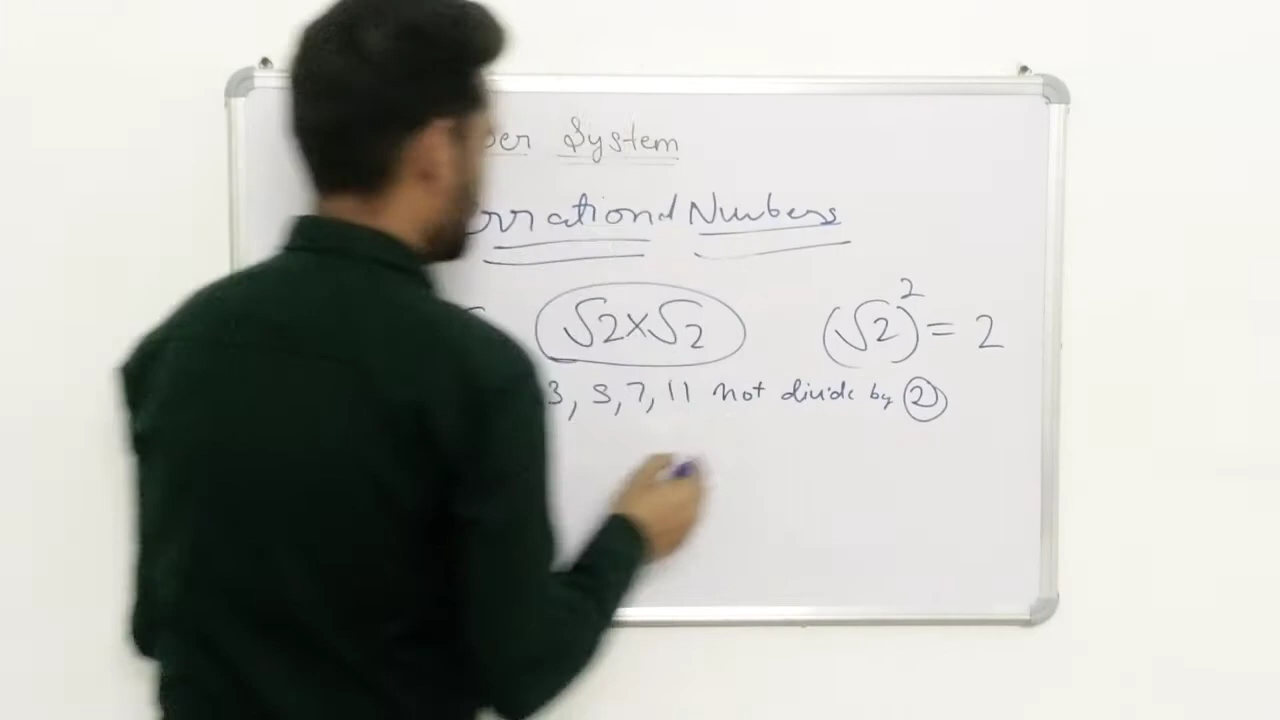 System
Numbers
√2×√2 (√2)² = 2
3, 5, 7, 11 not divide by 2